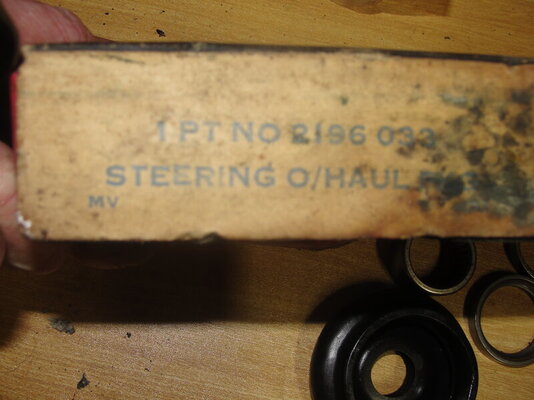 1 PT NO 2196 033
STEERING O/HAUL
MV